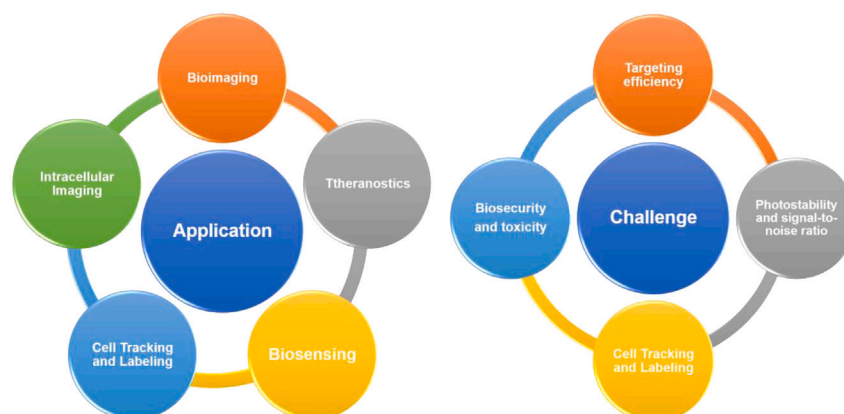 Bioimaging
Ttheranostics
Biosensing
Cell Tracking
and Labeling
Intracellular
Imaging
Application
Targeting
efficiency
Photostability
and signal-to-
noise ratio
Cell Tracking
and Labeling
Biosecurity
and toxicity
Challenge